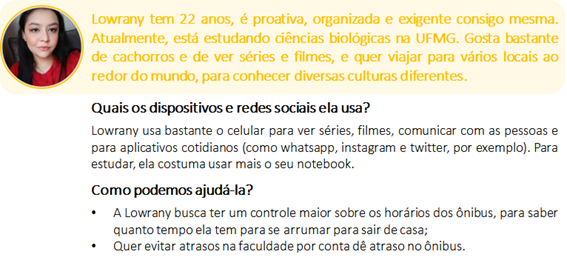 Lowrany tem 22 anos, é proativa, organizada e exigente consigo mesma.
Atualmente, está estudando ciências biológicas na UFMG. Gosta bastante
de cachorros e de ver séries e filmes, e quer viajar para vários locais ao
redor do mundo, para conhecer diversas culturas diferentes.
Quais os dispositivos e redes sociais ela usa?
Lowrany usa bastante o celular para ver séries, filmes, comunicar com as pessoas e
para aplicativos cotidianos (como whatsapp, instagram e twitter, por exemplo). Para
estudar, ela costuma usar mais o seu notebook.
Como podemos ajudá-la?
• A Lowrany busca ter um controle maior sobre os horários dos ônibus, para saber
quanto tempo ela tem para se arrumar para sair de casa;
• Quer evitar atrasos na faculdade por conta dê atraso no ônibus.